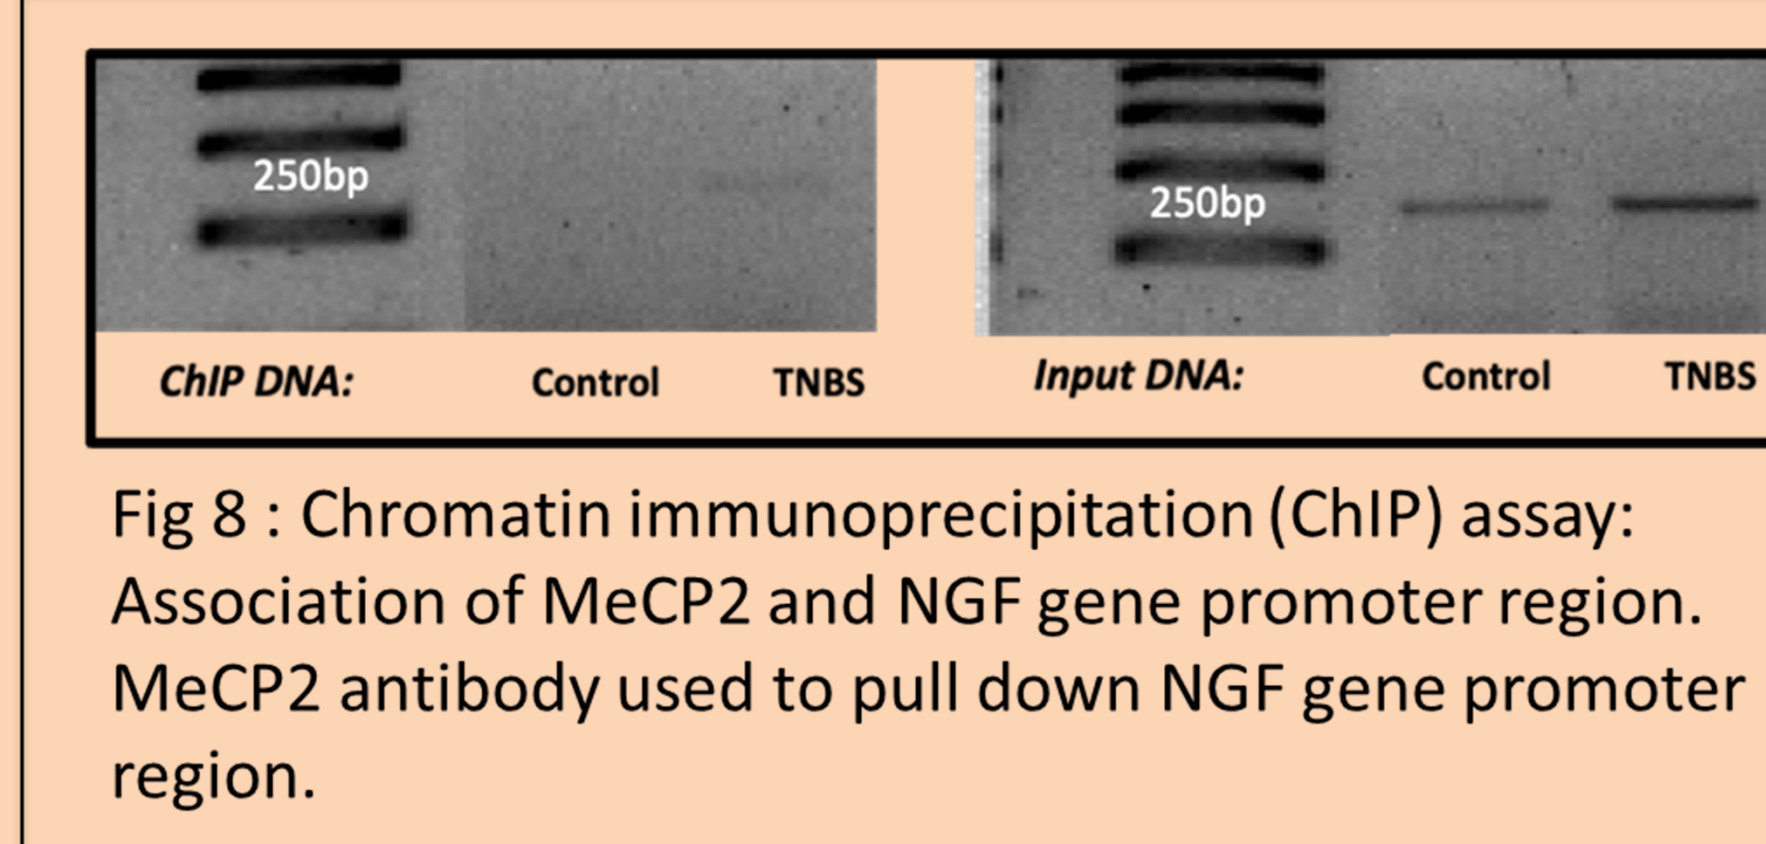 250bp
250bp
ChIP DNA: Control TNBS
Input DNA: Control TNBS
Fig 8 : Chromatin immunoprecipitation (ChIP) assay:
Association of MeCP2 and NGF gene promoter region.
MeCP2 antibody used to pull down NGF gene promoter
region.